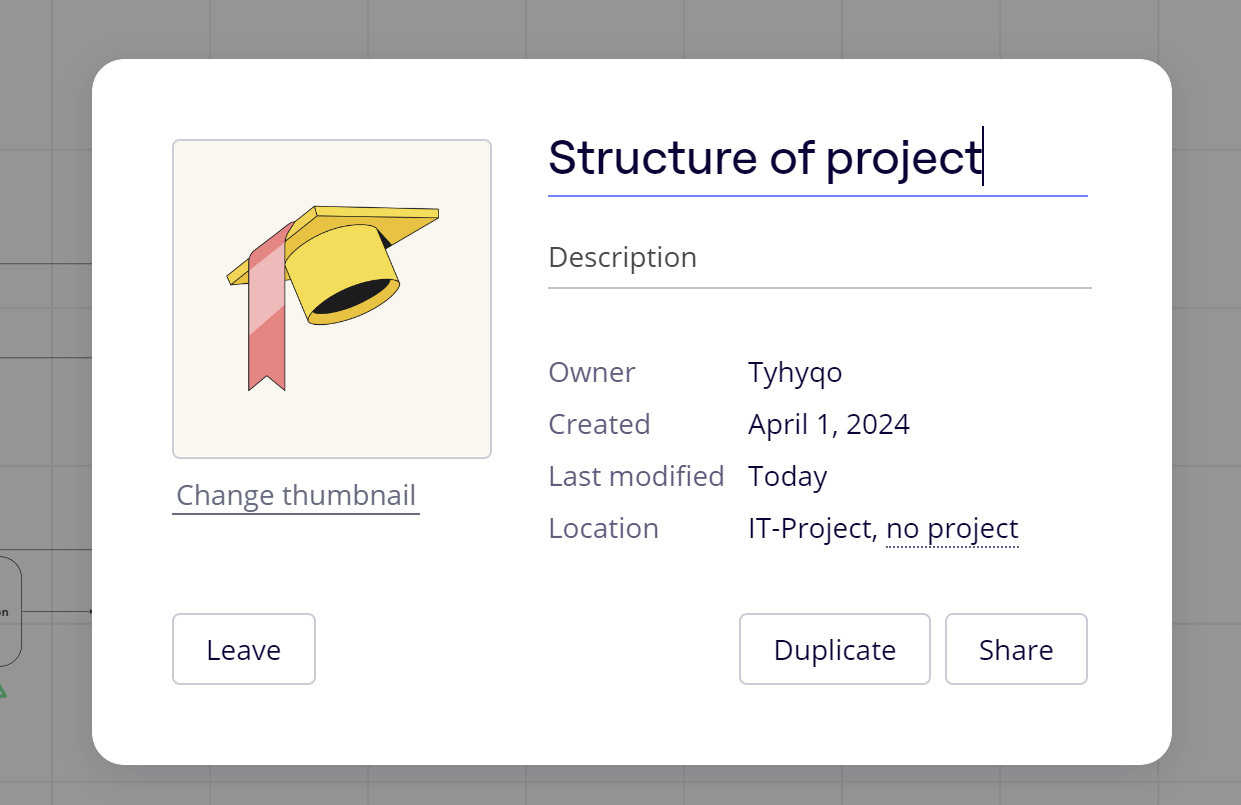 Structure of project
Description
Owner Tyhyqo
Created April 1, 2024
Last modified Today
Location IT-Project, no project
Change thumbnail
Leave
Duplicate
Share